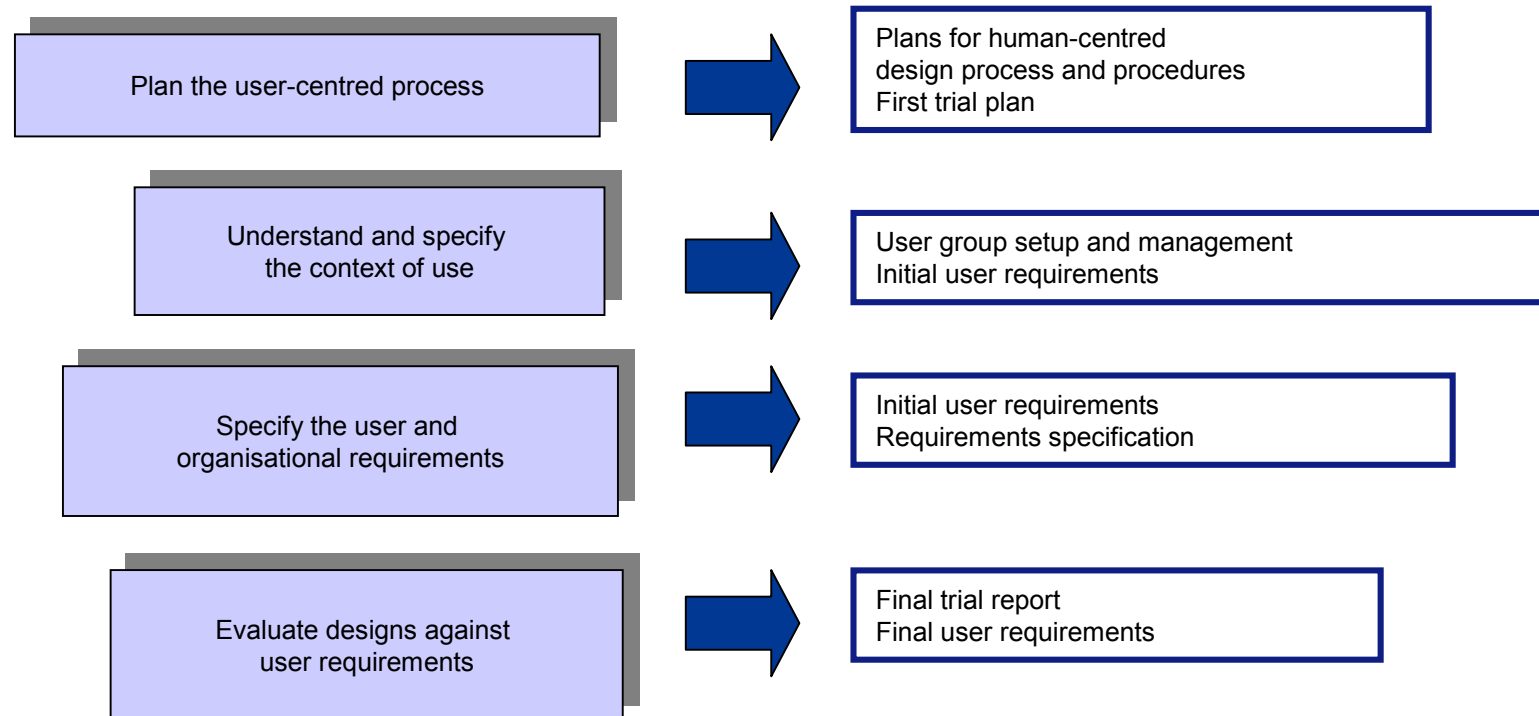 Plan the user-centred process
Plans for human-centred
design process and procedures
First trial plan
Understand and specify
the context of use
User group setup and management
Initial user requirements
Specify the user and
organisational requirements
Initial user requirements
Requirements specification
Evaluate designs against
user requirements
Final trial report
Final user requirements